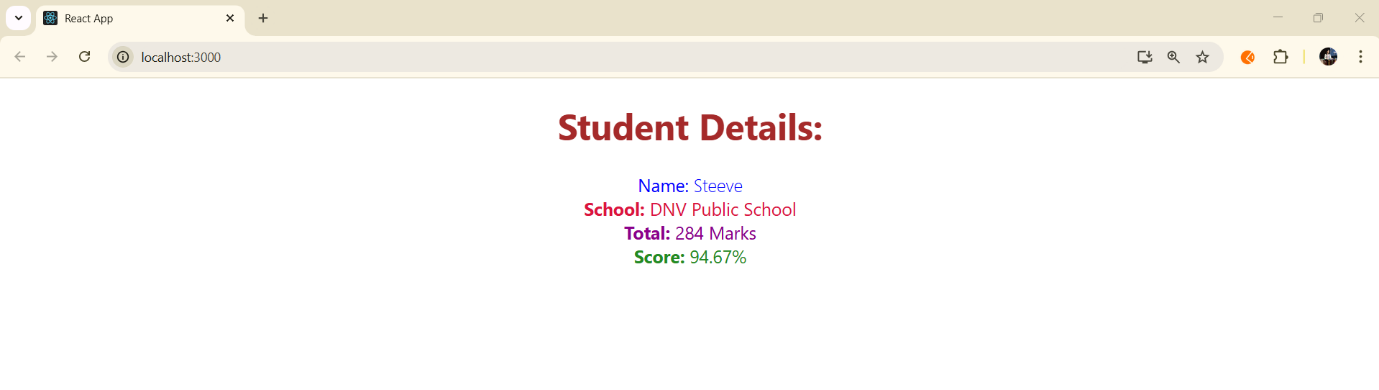 React App
localhost:3000
Student Details:
Name: Steeve
School: DNV Public School
Total: 284 Marks
Score: 94.67%